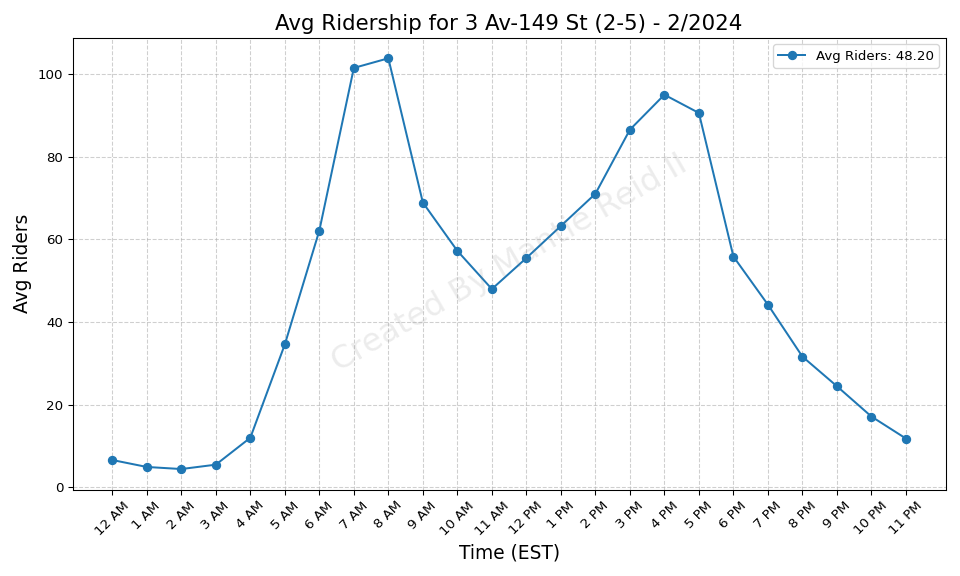 Avg Ridership for 3 Av-149 St (2-5) - 2/2024
Avg Riders: 48.20
100
80
60
40
20
0
Avg Riders
Created By Mannie Reid II
12 AM
1 AM
2 AM
3 AM
4 AM
5 AM
6 AM
7 AM
8 AM
9 AM
10 AM
11 AM
12 PM
1 PM
2 PM
3 PM
4 PM
5 PM
6 PM
7 PM
8 PM
9 PM
10 PM
11 PM
Time (EST)